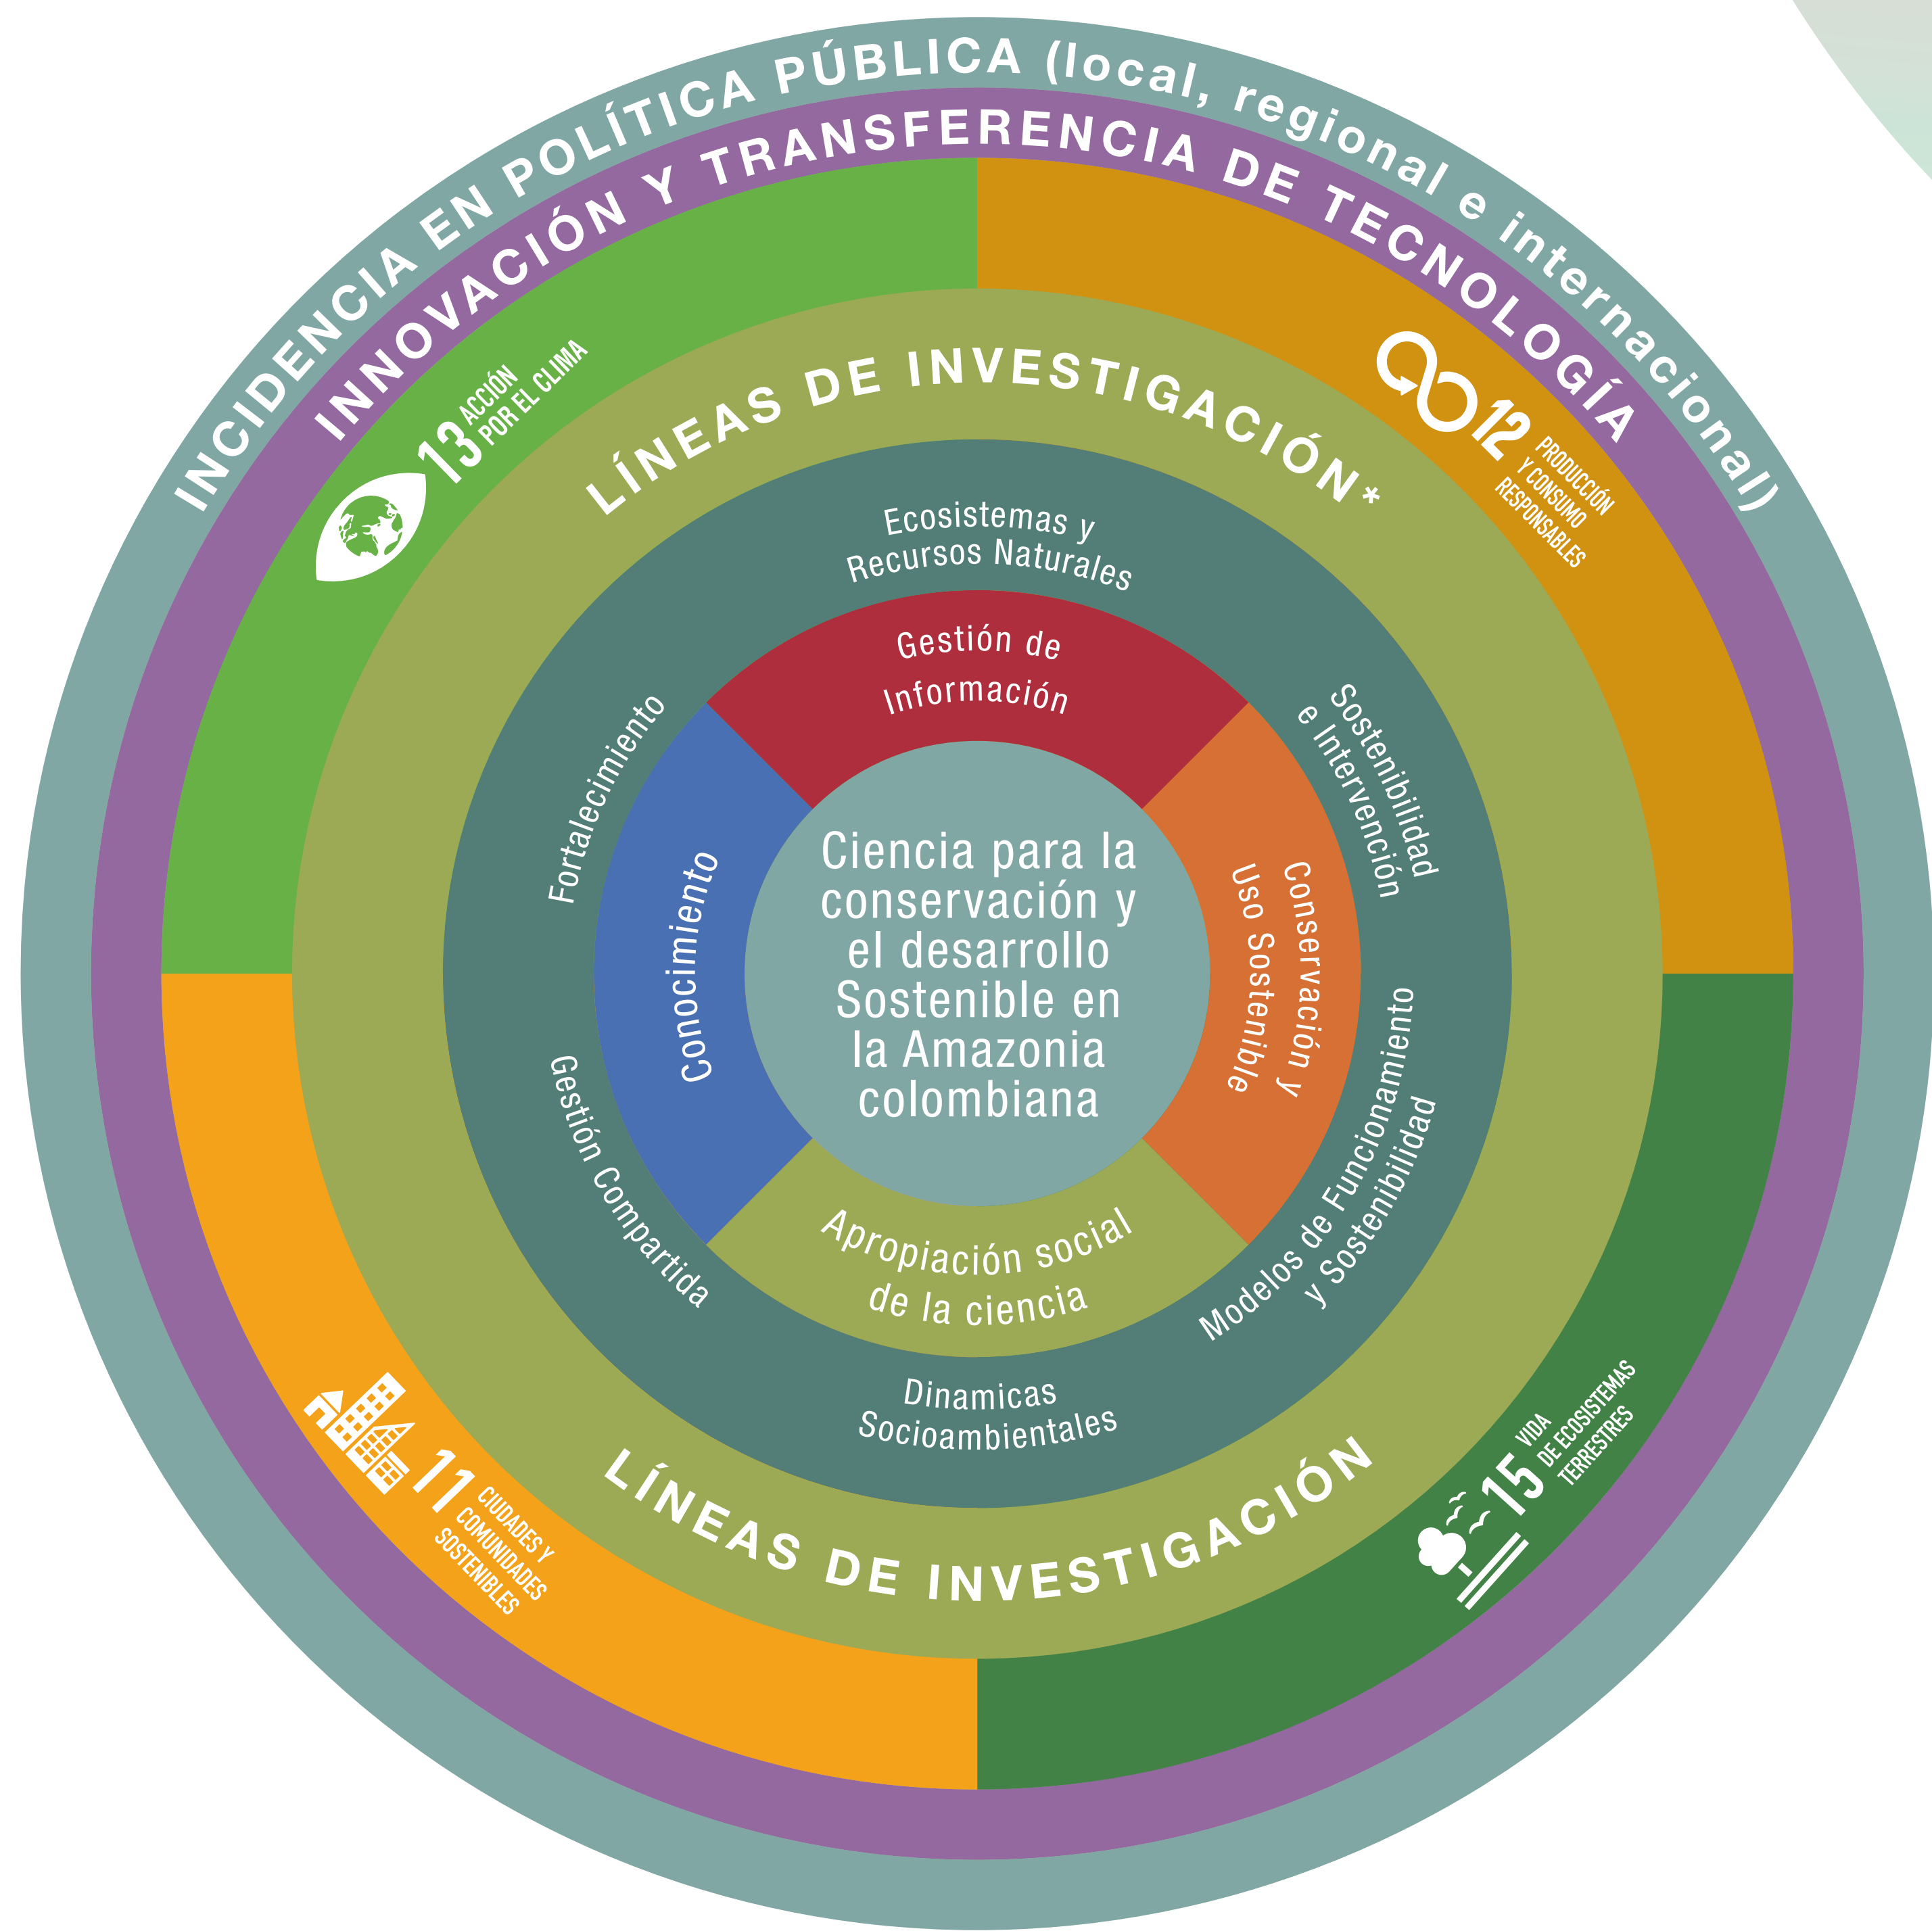 INCIDENCIA EN POLÍTICA PÚBLICA (local, regional e internacional)
INNOVACIÓN Y TRANSFERENCIA DE TECNOLOGÍA
13 ACCIÓN
POR EL CLIMA
12 PRODUCCIÓN
Y CONSUMO
RESPONSABLES
LÍNEAS DE INVESTIGACIÓN*
Ecosistemas y
Recursos Naturales
Sostenibilidad
e Intervención
Modelos de Funcionamiento
y Sostenibilidad
Dinamicas
Socioambientales
Gestión Compartida
Fortalecimiento
Gestión de
Información
Conservación y
Uso Sostenible
Apropiación social
de la ciencia
Conocimiento
Ciencia para la
conservación y
el desarrollo
Sostenible en
la Amazonia
colombiana
LÍNEAS DE INVESTIGACIÓN
11 CIUDADES Y
COMUNIDADES
SOSTENIBLES
15 VIDA
DE ECOSISTEMAS
TERRESTRES